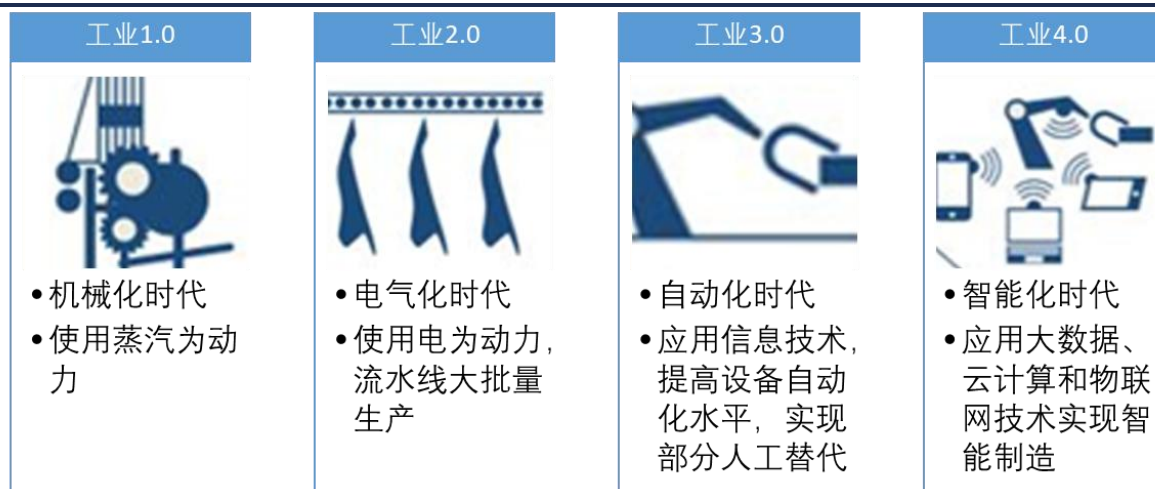 工业1.0
•机械化时代
•使用蒸汽为动
力
工业2.0
•电气化时代
•使用电为动力，
流水线大批量
生产
工业3.0
•自动化时代
•应用信息技术，
提高设备自动
化水平，实现
部分人工替代
工业4.0
•智能化时代
•应用大数据、
云计算和物联
网技术实现智
能制造